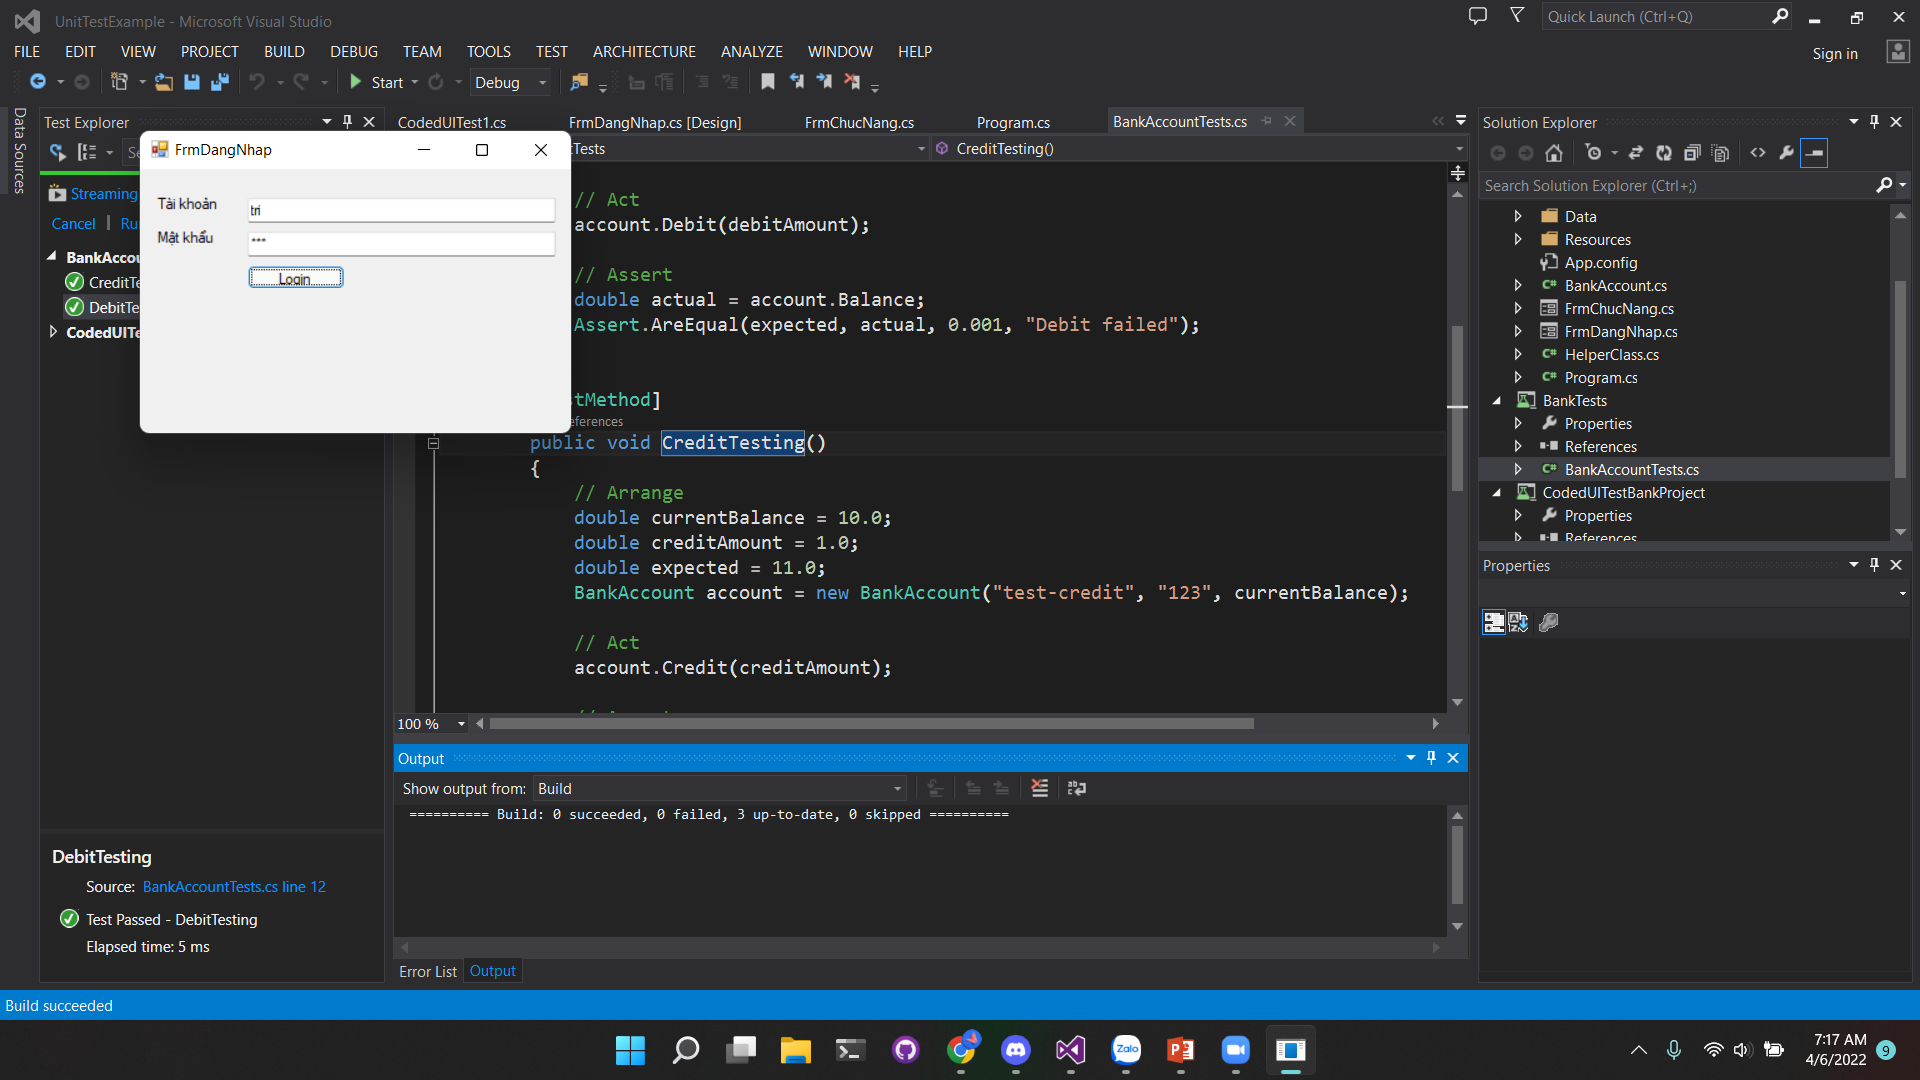 UnitTestExample - Microsoft Visual Studio
Quick Launch (Ctrl+Q)
FILE EDIT VIEW PROJECT BUILD DEBUG TEAM TOOLS TEST ARCHITECTURE ANALYZE WINDOW HELP
Sign in
Start
Debug
Data Sources
Test Explorer
Streaming
Cancel
BankAccou
CreditTe
DebitTe
CodedUITe
FrmDangNhap
Tài khoản
tri
Mật khẩu
***
Login
CodedUITest1.cs FrmDangNhap.cs [Design] FrmChucNang.cs Program.cs BankAccountTests.cs
tTests
CreditTesting()
// Act
account.Debit(debitAmount);
// Assert
double actual = account.Balance;
Assert.AreEqual(expected, actual, 0.001, "Debit failed");
stMethod]
eferences
public void CreditTesting()
{
// Arrange
double currentBalance = 10.0;
double creditAmount = 1.0;
double expected = 11.0;
BankAccount account = new BankAccount("test-credit", "123", currentBalance);
// Act
account.Credit(creditAmount);
100 %
Output
Show output from: Build
========== Build: 0 succeeded, 0 failed, 3 up-to-date, 0 skipped ==========
Error List Output
DebitTesting
Source: BankAccountTests.cs line 12
Test Passed - DebitTesting
Elapsed time: 5 ms
Solution Explorer
Search Solution Explorer (Ctrl+;)
Data
Resources
App.config
C# BankAccount.cs
FrmChucNang.cs
FrmDangNhap.cs
C# HelperClass.cs
C# Program.cs
BankTests
Properties
References
C# BankAccountTests.cs
CodedUITestBankProject
Properties
References
Properties
Build succeeded
Zalo
7:17 AM
4/6/2022
9